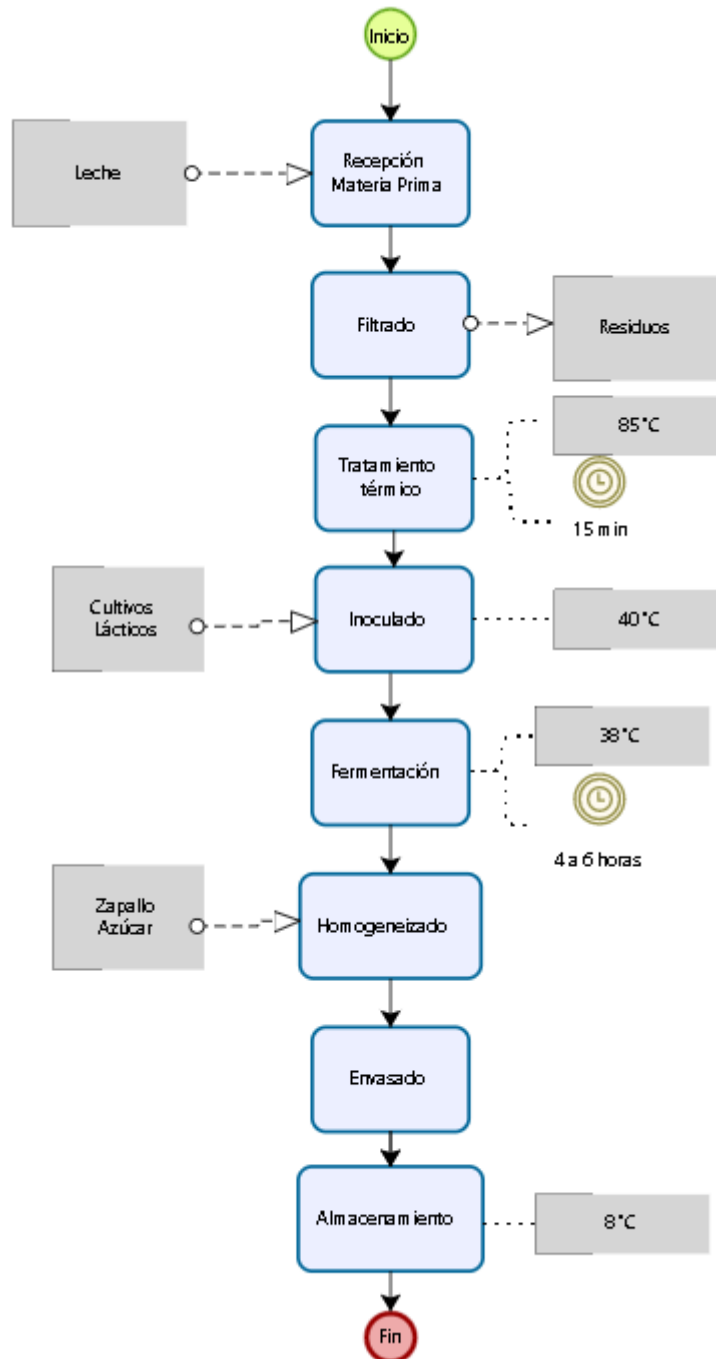 Inicio
Leche
Recepción
Materia Prima
Filtrado
Residuos
Tratamiento
térmico
85°C
15 min
Cultivos
Lácticos
Inoculado
40°C
Fermentación
38°C
4 a 6 horas
Zapallo
Azúcar
Homogeneizado
Envasado
Almacenamiento
8°C
Fin